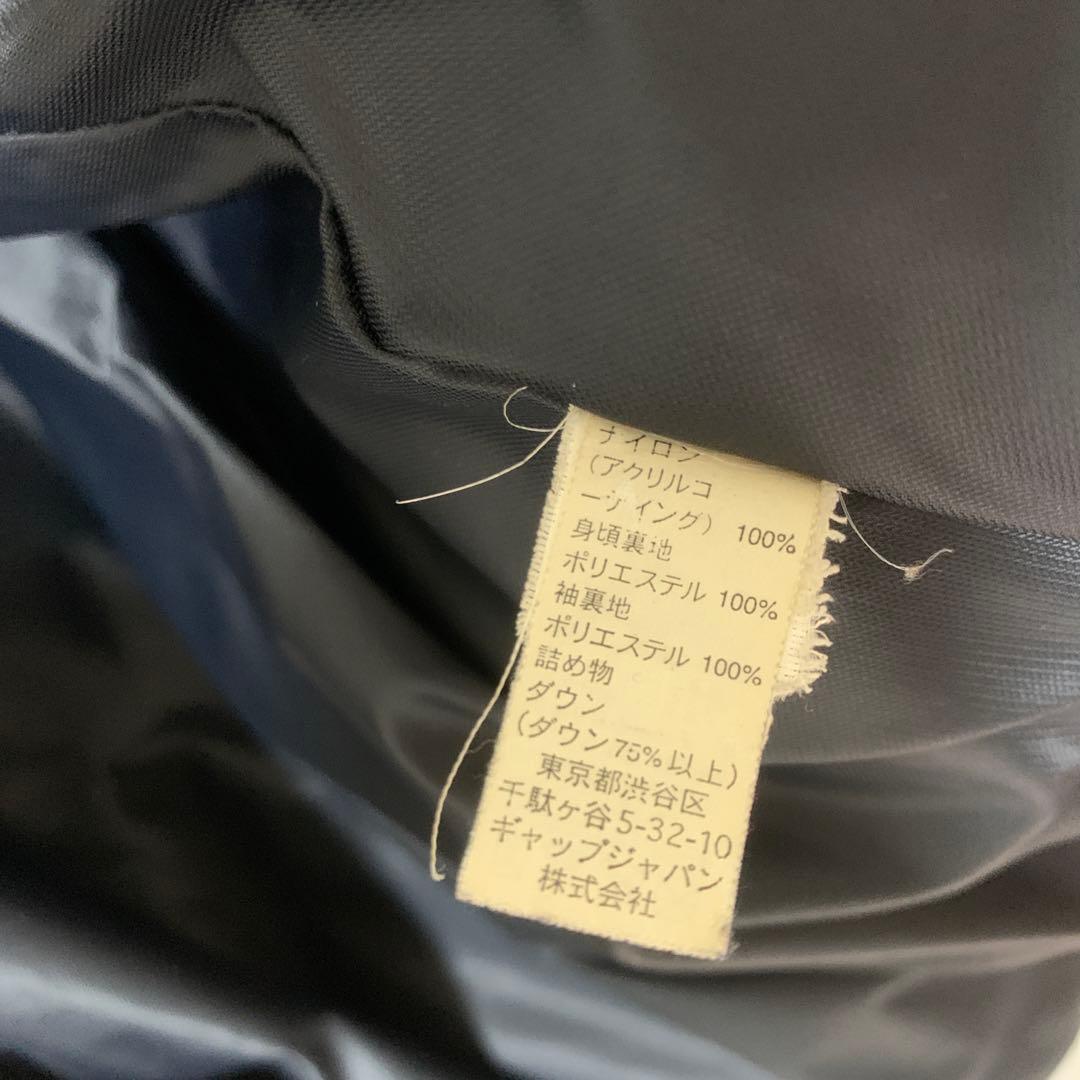 ナイロン
(アクリルコ
ーティング) 100%
身頃裏地
ポリエステル 100%
袖裏地
ポリエステル 100%
詰め物
ダウン
(ダウン75%以上)
東京都渋谷区
千駄ヶ谷5-32-10
ギャップジャパン
株式会社